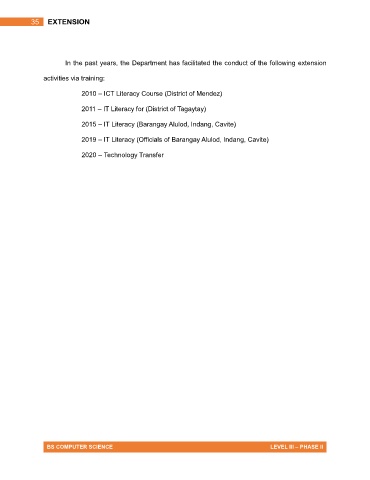 35 EXTENSION
In the past years, the Department has facilitated the conduct of the following extension
activities via training:
2010 – ICT Literacy Course (District of Mendez)
2011 – IT Literacy for (District of Tagaytay)
2015 – IT Literacy (Barangay Alulod, Indang, Cavite)
2019 – IT Literacy (Officials of Barangay Alulod, Indang, Cavite)
2020 – Technology Transfer
BS COMPUTER SCIENCE LEVEL III – PHASE II